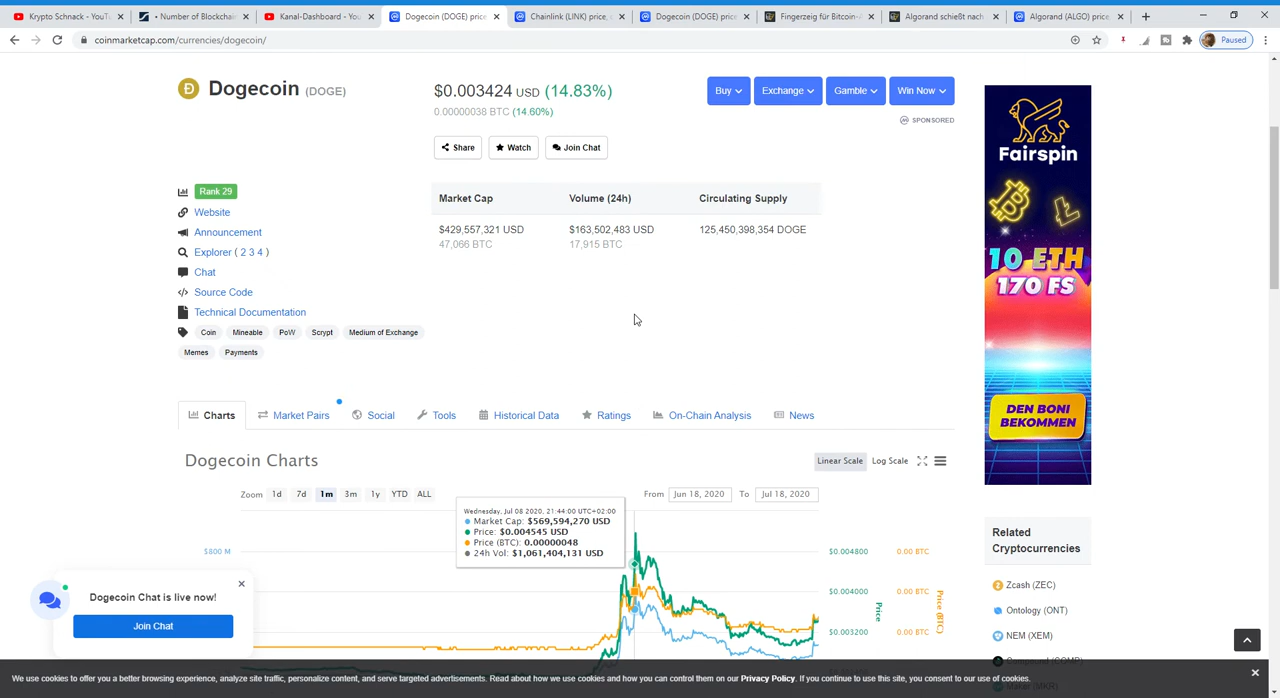 Krypto Schnack - YouTube
• Number of Blockchain
Kanal-Dashboard - You
Dogecoin (DOGE) price
Chainlink (LINK) price,
Dogecoin (DOGE) price
Fingerzeig für Bitcoin-
Algorand schießt nach
Algorand (ALGO) price
coinmarketcap.com/currencies/dogecoin/
Paused
Dogecoin (DOGE)
$0.003424 USD (14.83%)
0.00000038 BTC (14.60%)
Buy
Exchange
Gamble
Win Now
SPONSORED
Share
Watch
Join Chat
Rank 29
Website
Announcement
Explorer ( 2 3 4 )
Chat
Source Code
Technical Documentation
Coin Mineable PoW Scrypt Medium of Exchange
Memes Payments
Market Cap Volume (24h) Circulating Supply
$429,557,321 USD $163,502,483 USD 125,450,398,354 DOGE
47,066 BTC 17,915 BTC
Fairspin
10 ETH
170 FS
DEN BONI
BEKOMMEN
Charts Market Pairs Social Tools Historical Data Ratings On-Chain Analysis News
Dogecoin Charts
Linear Scale Log Scale
Zoom 1d 7d 1m 3m 1y YTD ALL
From Jun 18, 2020 To Jul 18, 2020
Wednesday, Jul 08 2020, 21:44:00 UTC+02:00
Market Cap: $569,594,270 USD
Price: $0.004545 USD
Price (BTC): 0.00000048
24h Vol: $1,061,404,131 USD
$800 M
$0.004800 0.00 BTC
$0.004000 0.00 BTC
$0.003200 0.00 BTC
Price
Price (BTC)
Related
Cryptocurrencies
Zcash (ZEC)
Ontology (ONT)
NEM (XEM)
Compound (COMP)
Maker (MKR)
Dogecoin Chat is live now!
Join Chat
We use cookies to offer you a better browsing experience, analyze site traffic, personalize content, and serve targeted advertisements. Read about how we use cookies and how you can control them on our Privacy Policy. If you continue to use this site, you consent to our use of cookies.